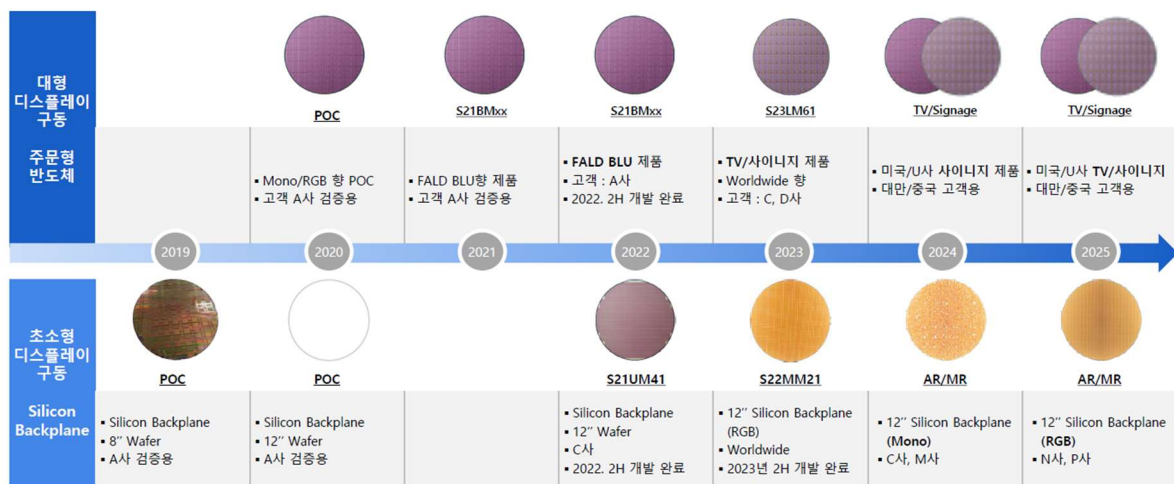 대형
디스플레이
구동
주문형
반도체
POC
S21BMxx
S21BMxx
S23LM61
TV/Signage
TV/Signage
▪ Mono/RGB 향 POC
▪ 고객 A사 검증용
▪ FALD BLU향 제품
▪ 고객 A사 검증용
▪ FALD BLU 제품
▪ 고객 : A사
▪ 2022. 2H 개발 완료
▪ TV/사이니지 제품
▪ Worldwide 향
▪ 고객 : C, D사
▪ 미국/U사 사이니지 제품
▪ 대만/중국 고객용
▪ 미국/U사 TV/사이니지
▪ 대만/중국 고객용
2019
2020
2021
2022
2023
2024
2025
초소형
디스플레이
구동
Silicon
Backplane
POC
POC
S21UM41
S22MM21
AR/MR
AR/MR
▪ Silicon Backplane
▪ 8’’ Wafer
▪ A사 검증용
▪ Silicon Backplane
▪ 12’’ Wafer
▪ A사 검증용
▪ Silicon Backplane
▪ 12’’ Wafer
▪ C사
▪ 2022. 2H 개발 완료
▪ 12’’ Silicon Backplane
(RGB)
▪ Worldwide
▪ 2023년 2H 개발 완료
▪ 12’’ Silicon Backplane
(Mono)
▪ C사, M사
▪ 12’’ Silicon Backplane
(RGB)
▪ N사, P사